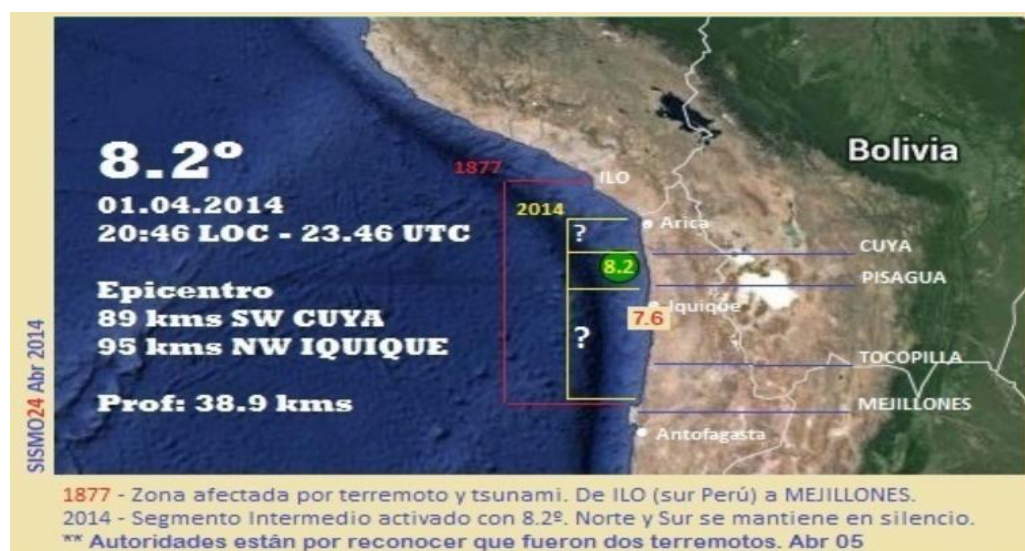 8.2º
01.04.2014
20:46 LOC - 23.46 UTC
Epicentro
89 kms SW CUYA
95 kms NW IQUIQUE
Prof: 38.9 kms
1877
ILO
2014
?
Arica
Bolivia
CUYA
8.2
PISAGUA
Iquique
7.6
?
TOCOPILLA
MEJILLONES
Antofagasta
SISMO24 Abr 2014
1877 - Zona afectada por terremoto y tsunami. De ILO (sur Perú) a MEJILLONES.
2014 - Segmento Intermedio activado con 8.2º. Norte y Sur se mantiene en silencio.
** Autoridades están por reconocer que fueron dos terremotos. Abr 05